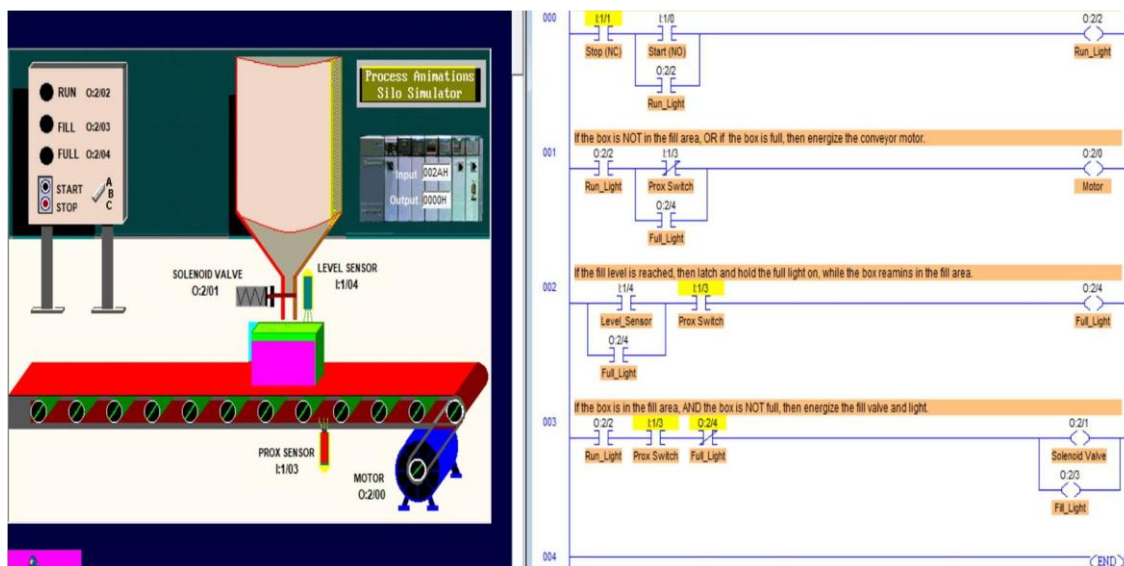 Process Animations
Silo Simulator
RUN O:2/02
FILL O:2/03
FULL O:2/04
START
STOP
A
B
C
Input 002AH
Output 0000H
SOLENOID VALVE
O:2/01
LEVEL SENSOR
I:1/04
PROX SENSOR
I:1/03
MOTOR
O:2/00
000
I:1/1
Stop (NC)
I:1/0
Start (NO)
O:2/2
Run_Light
O:2/2
Run_Light
If the box is NOT in the fill area, OR if the box is full, then energize the conveyor motor.
001
O:2/2
Run_Light
I:1/3
Prox Switch
O:2/0
Motor
O:2/4
Full_Light
If the fill level is reached, then latch and hold the full light on, while the box reamins in the fill area.
002
I:1/4
Level_Sensor
I:1/3
Prox Switch
O:2/4
Full_Light
O:2/4
Full_Light
If the box is in the fill area, AND the box is NOT full, then energize the fill valve and light.
003
O:2/2
Run_Light
I:1/3
Prox Switch
O:2/4
Full_Light
O:2/1
Solenoid Valve
O:2/3
Fill_Light
004
END